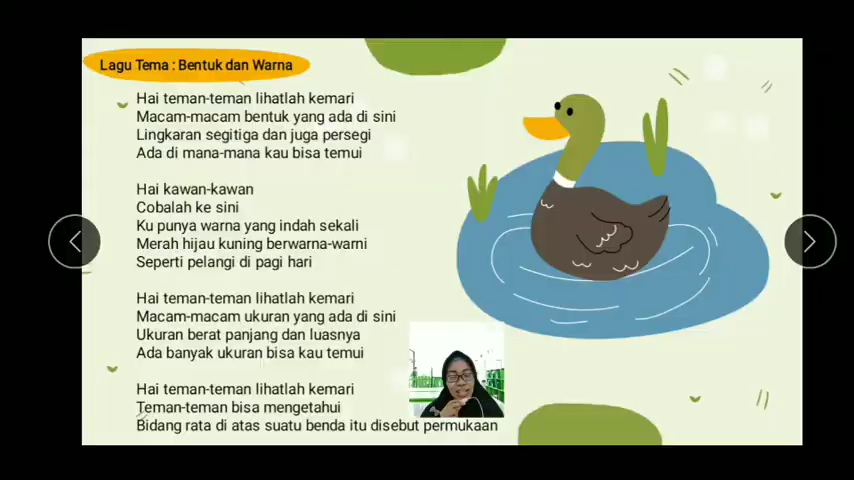 Lagu Tema : Bentuk dan Warna
Hai teman-teman lihatlah kemari
Macam-macam bentuk yang ada di sini
Lingkaran segitiga dan juga persegi
Ada di mana-mana kau bisa temui
Hai kawan-kawan
Cobalah ke sini
Ku punya warna yang indah sekali
Merah hijau kuning berwarna-warni
Seperti pelangi di pagi hari
Hai teman-teman lihatlah kemari
Macam-macam ukuran yang ada di sini
Ukuran berat panjang dan luasnya
Ada banyak ukuran bisa kau temui
Hai teman-teman lihatlah kemari
Teman-teman bisa mengetahui
Bidang rata di atas suatu benda itu disebut permukaan